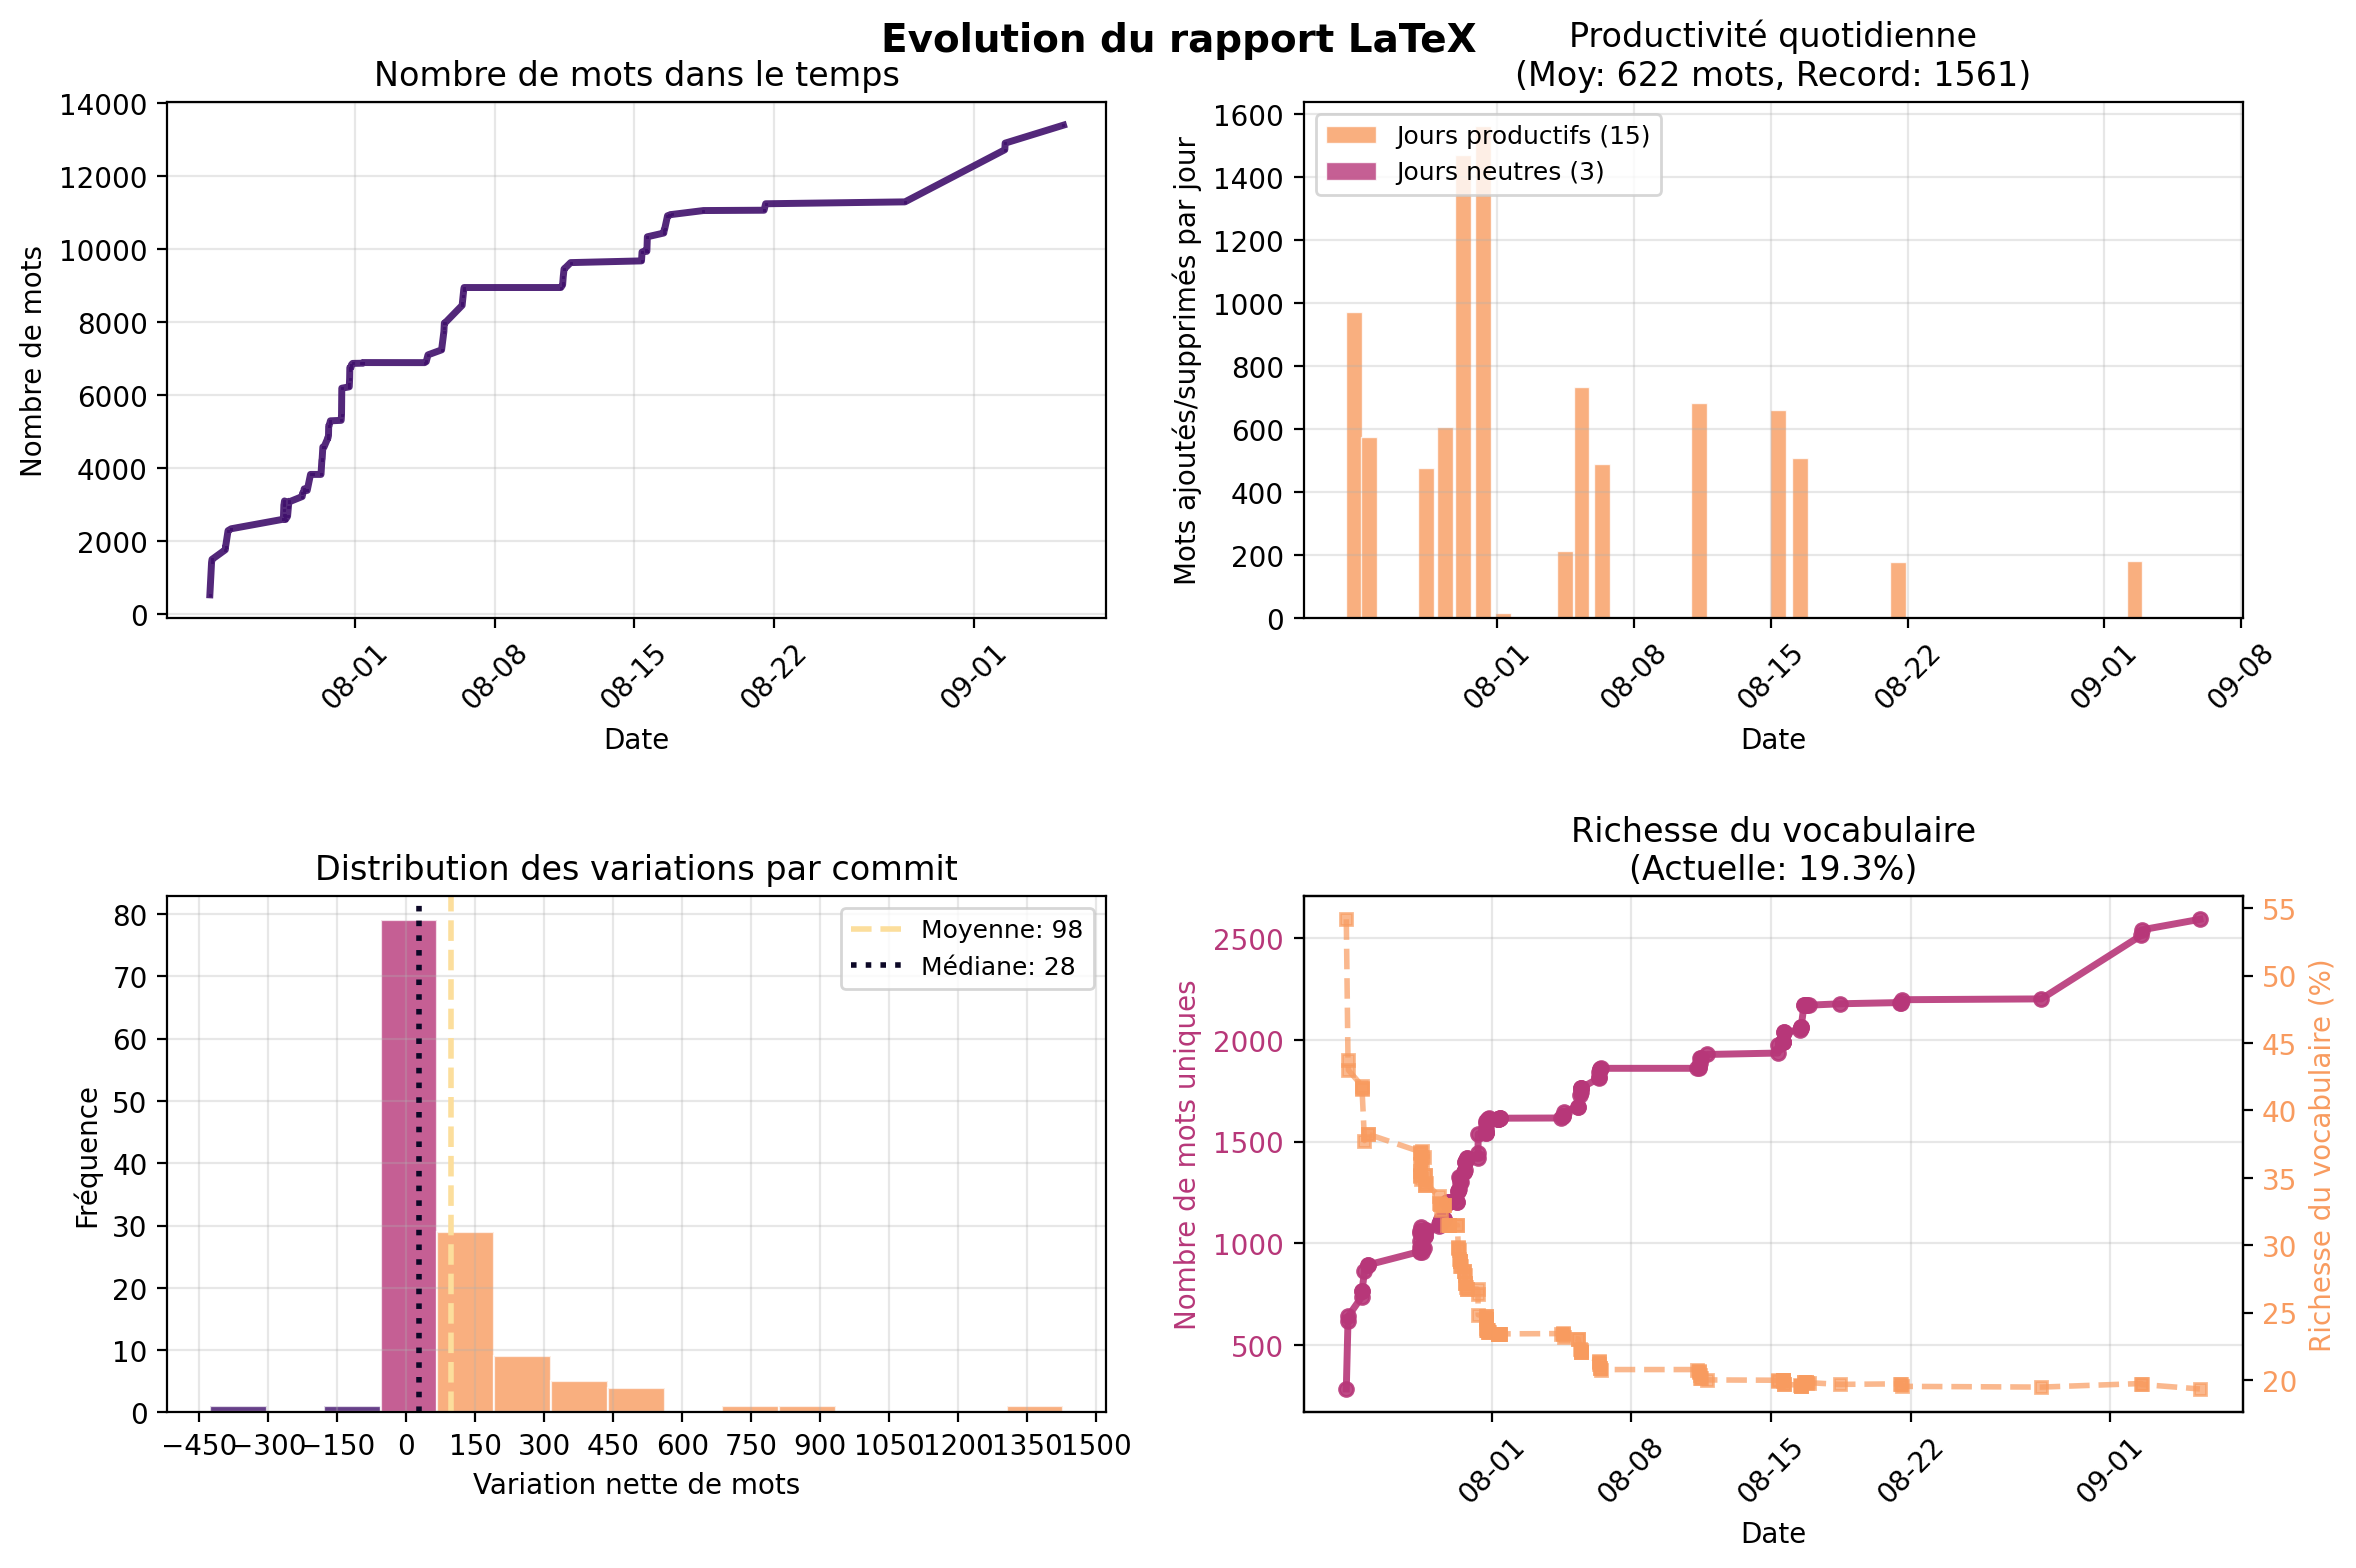 Evolution du rapport LaTeX
Nombre de mots dans le temps
Nombre de mots
14000
12000
10000
8000
6000
4000
2000
0
08-01
08-08
08-15
08-22
09-01
Date
Productivité quotidienne
(Moy: 622 mots, Record: 1561)
Mots ajoutés/supprimés par jour
1600
1400
1200
1000
800
600
400
200
0
Jours productifs (15)
Jours neutres (3)
08-01
08-08
08-15
08-22
09-01
09-08
Date
Distribution des variations par commit
Fréquence
80
70
60
50
40
30
20
10
0
Moyenne: 98
Médiane: 28
−450 −300 −150 0 150 300 450 600 750 900 1050 1200 1350 1500
Variation nette de mots
Richesse du vocabulaire
(Actuelle: 19.3%)
Nombre de mots uniques
2500
2000
1500
1000
500
55
50
45
40
35
30
25
20
Richesse du vocabulaire (%)
08-01
08-08
08-15
08-22
09-01
Date